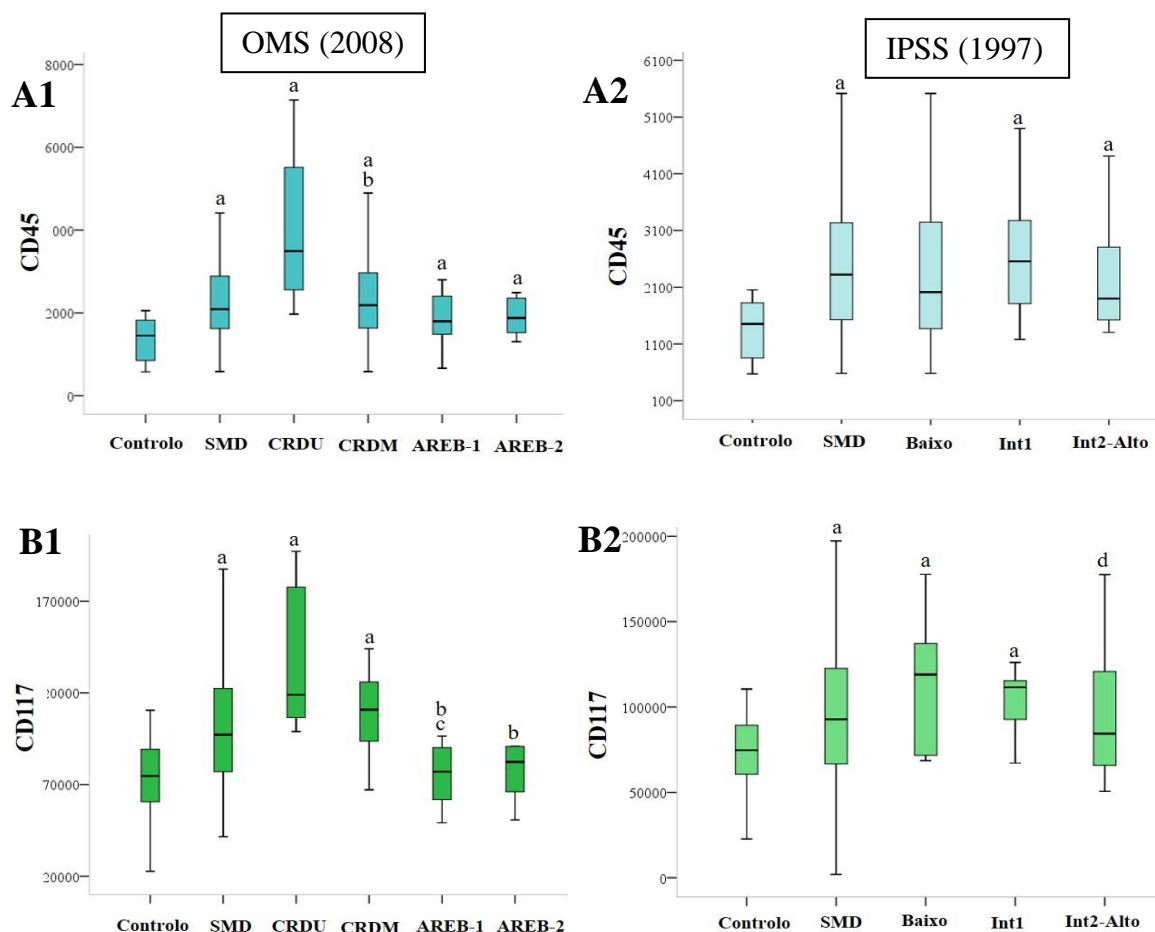 OMS (2008)
IPSS (1997)
A1
CD45
8000
6000
000
2000
0
a
a
a
b
a
a
Controlo
SMD
CRDU
CRDM
AREB-1
AREB-2
A2
CD45
6100
5100
4100
3100
2100
1100
100
a
a
a
Controlo
SMD
Baixo
Int1
Int2-Alto
B1
CD117
170000
20000
70000
20000
a
a
a
b
c
b
Controlo
SMD
CRDU
CRDM
AREB-1
AREB-2
B2
CD117
200000
150000
100000
50000
0
a
a
a
d
Controlo
SMD
Baixo
Int1
Int2-Alto